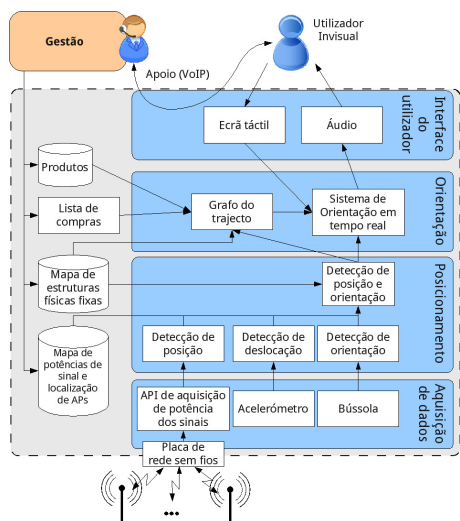 Gestão
Utilizador
Invisual
Apoio (VoIP)
Interface
do
utilizador
Ecrã táctil
Áudio
Produtos
Orientação
Lista de
compras
Grafo do
trajecto
Sistema de
Orientação em
tempo real
Posicionamento
Mapa de
estruturas
físicas fixas
Detecção de
posição e
orientação
Mapa de
potências de
sinal e
localização
de APs
Detecção de
posição
Detecção de
deslocação
Detecção de
orientação
Aquisição
de dados
API de aquisição
de potência
dos sinais
Acelerómetro
Bússola
Placa de
rede sem fios
...